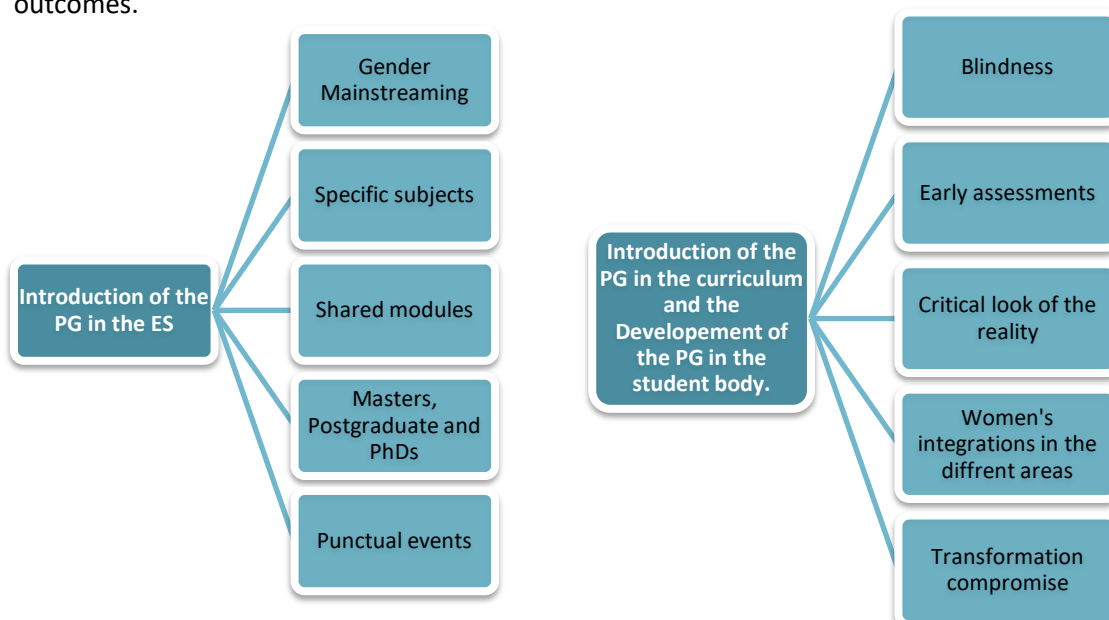 outcomes.
Introduction of the
PG in the ES
Gender
Mainstreaming
Specific subjects
Shared modules
Masters,
Postgraduate and
PhDs
Punctual events
Introduction of the
PG in the curriculum
and the
Developement of
the PG in the
student body.
Blindness
Early assessments
Critical look of the
reality
Women's
integrations in the
diffrent areas
Transformation
compromise